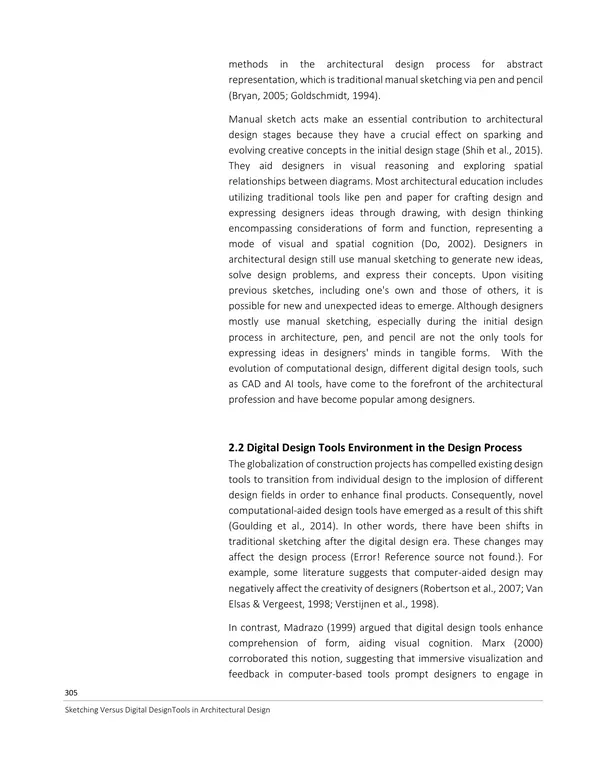 methods in the architectural design process for abstract
representation, which is traditional manual sketching via pen and pencil
(Bryan, 2005; Goldschmidt, 1994).
Manual sketch acts make an essential contribution to architectural
design stages because they have a crucial effect on sparking and
evolving creative concepts in the initial design stage (Shih et al., 2015).
They aid designers in visual reasoning and exploring spatial
relationships between diagrams. Most architectural education includes
utilizing traditional tools like pen and paper for crafting design and
expressing designers ideas through drawing, with design thinking
encompassing considerations of form and function, representing a
mode of visual and spatial cognition (Do, 2002). Designers in
architectural design still use manual sketching to generate new ideas,
solve design problems, and express their concepts. Upon visiting
previous sketches, including one's own and those of others, it is
possible for new and unexpected ideas to emerge. Although designers
mostly use manual sketching, especially during the initial design
process in architecture, pen, and pencil are not the only tools for
expressing ideas in designers' minds in tangible forms.  With the
evolution of computational design, different digital design tools, such
as CAD and AI tools, have come to the forefront of the architectural
profession and have become popular among designers.
2.2 Digital Design Tools Environment in the Design Process
The globalization of construction projects has compelled existing design
tools to transition from individual design to the implosion of different
design fields in order to enhance final products. Consequently, novel
computational-aided design tools have emerged as a result of this shift
(Goulding et al., 2014). In other words, there have been shifts in
traditional sketching after the digital design era. These changes may
affect the design process (Error! Reference source not found.). For
example, some literature suggests that computer-aided design may
negatively affect the creativity of designers (Robertson et al., 2007; Van
Elsas & Vergeest, 1998; Verstijnen et al., 1998).
In contrast, Madrazo (1999) argued that digital design tools enhance
comprehension of form, aiding visual cognition. Marx (2000)
corroborated this notion, suggesting that immersive visualization and
feedback in computer-based tools prompt designers to engage in
305
Sketching Versus Digital DesignTools in Architectural Design